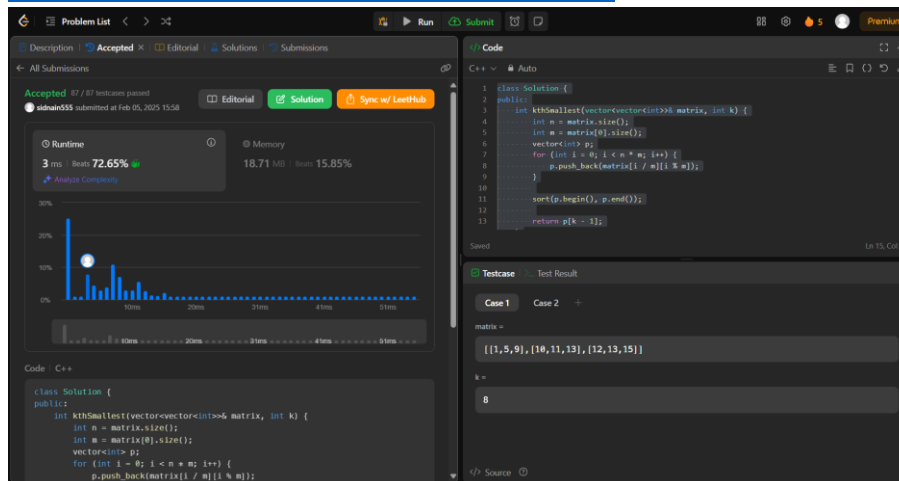 Problem List
Run
Submit
5
Premium
Description
Accepted
Editorial
Solutions
Submissions
All Submissions
Accepted 87 / 87 testcases passed
sidnain555 submitted at Feb 05, 2025 15:58
Editorial
Solution
Sync w/ LeetHub
Runtime
3 ms Beats 72.65%
Analyze Complexity
Memory
18.71 MB Beats 15.85%
30%
20%
10%
0%
10ms
20ms
31ms
41ms
51ms
10ms
20ms
31ms
41ms
51ms
Code C++
class Solution {
public:
int kthSmallest(vector<vector<int>>& matrix, int k) {
int n = matrix.size();
int m = matrix[0].size();
vector<int> p;
for (int i = 0; i < n * m; i++) {
p.push_back(matrix[i / m][i % m]);
Code
C++
Auto
1 class Solution {
2 public:
3 int kthSmallest(vector<vector<int>>& matrix, int k) {
4 int n = matrix.size();
5 int m = matrix[0].size();
6 vector<int> p;
7 for (int i = 0; i < n * m; i++) {
8 p.push_back(matrix[i / m][i % m]);
9 }
10
11 sort(p.begin(), p.end());
12
13 return p[k - 1];
Saved
Ln 15, Col
Testcase
Test Result
Case 1
Case 2
matrix =
[[1,5,9],[10,11,13],[12,13,15]]
k =
8
Source